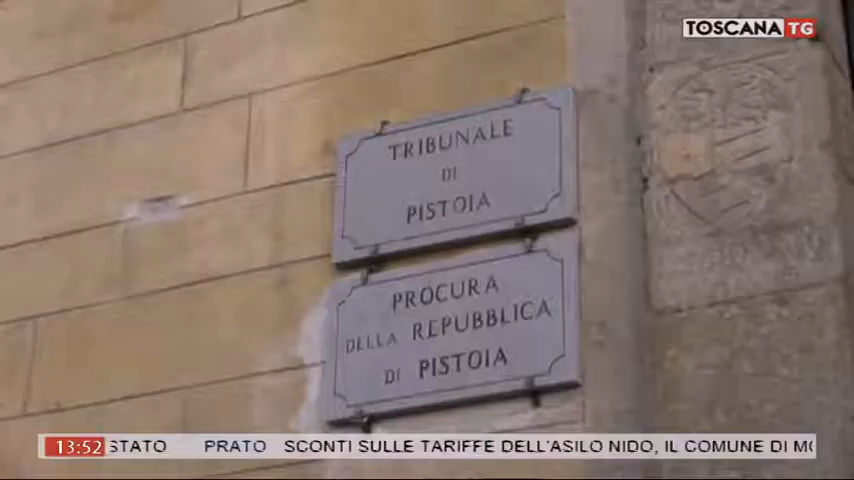 TOSCANA TG
TRIBUNALE
DI
PISTOIA
PROCURA
DELLA REPUBBLICA
DI PISTOIA
13:52 STATO PRATO SCONTI SULLE TARIFFE DELL'ASILO NIDO, IL COMUNE DI